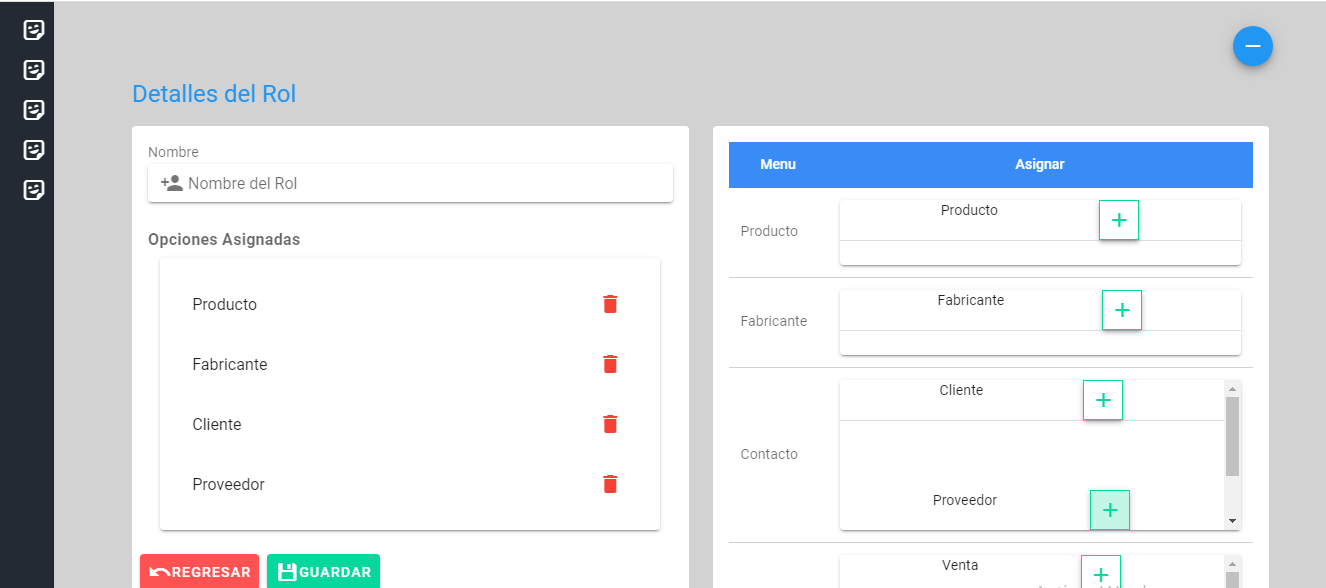 Detalles del Rol
Nombre
Nombre del Rol
Opciones Asignadas
Producto
Fabricante
Cliente
Proveedor
REGRESAR GUARDAR
Menu Asignar
Producto Producto
Fabricante Fabricante
Cliente
Contacto
Proveedor
Venta